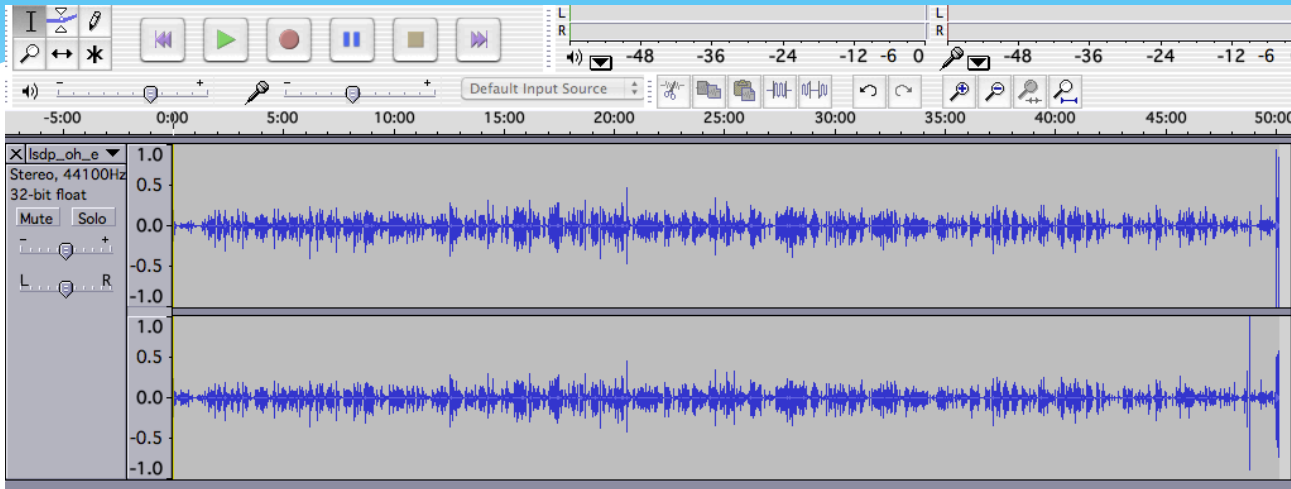 L L
R R
-48 -36 -24 -12 -6 0 -48 -36 -24 -12 -6
- + - + Default Input Source
-5:00 0:00 5:00 10:00 15:00 20:00 25:00 30:00 35:00 40:00 45:00 50:0
X lsdp_oh_e 1.0
Stereo, 44100Hz
32-bit float 0.5
Mute Solo
- + 0.0
-0.5
L R
-1.0
1.0
0.5
0.0
-0.5
-1.0